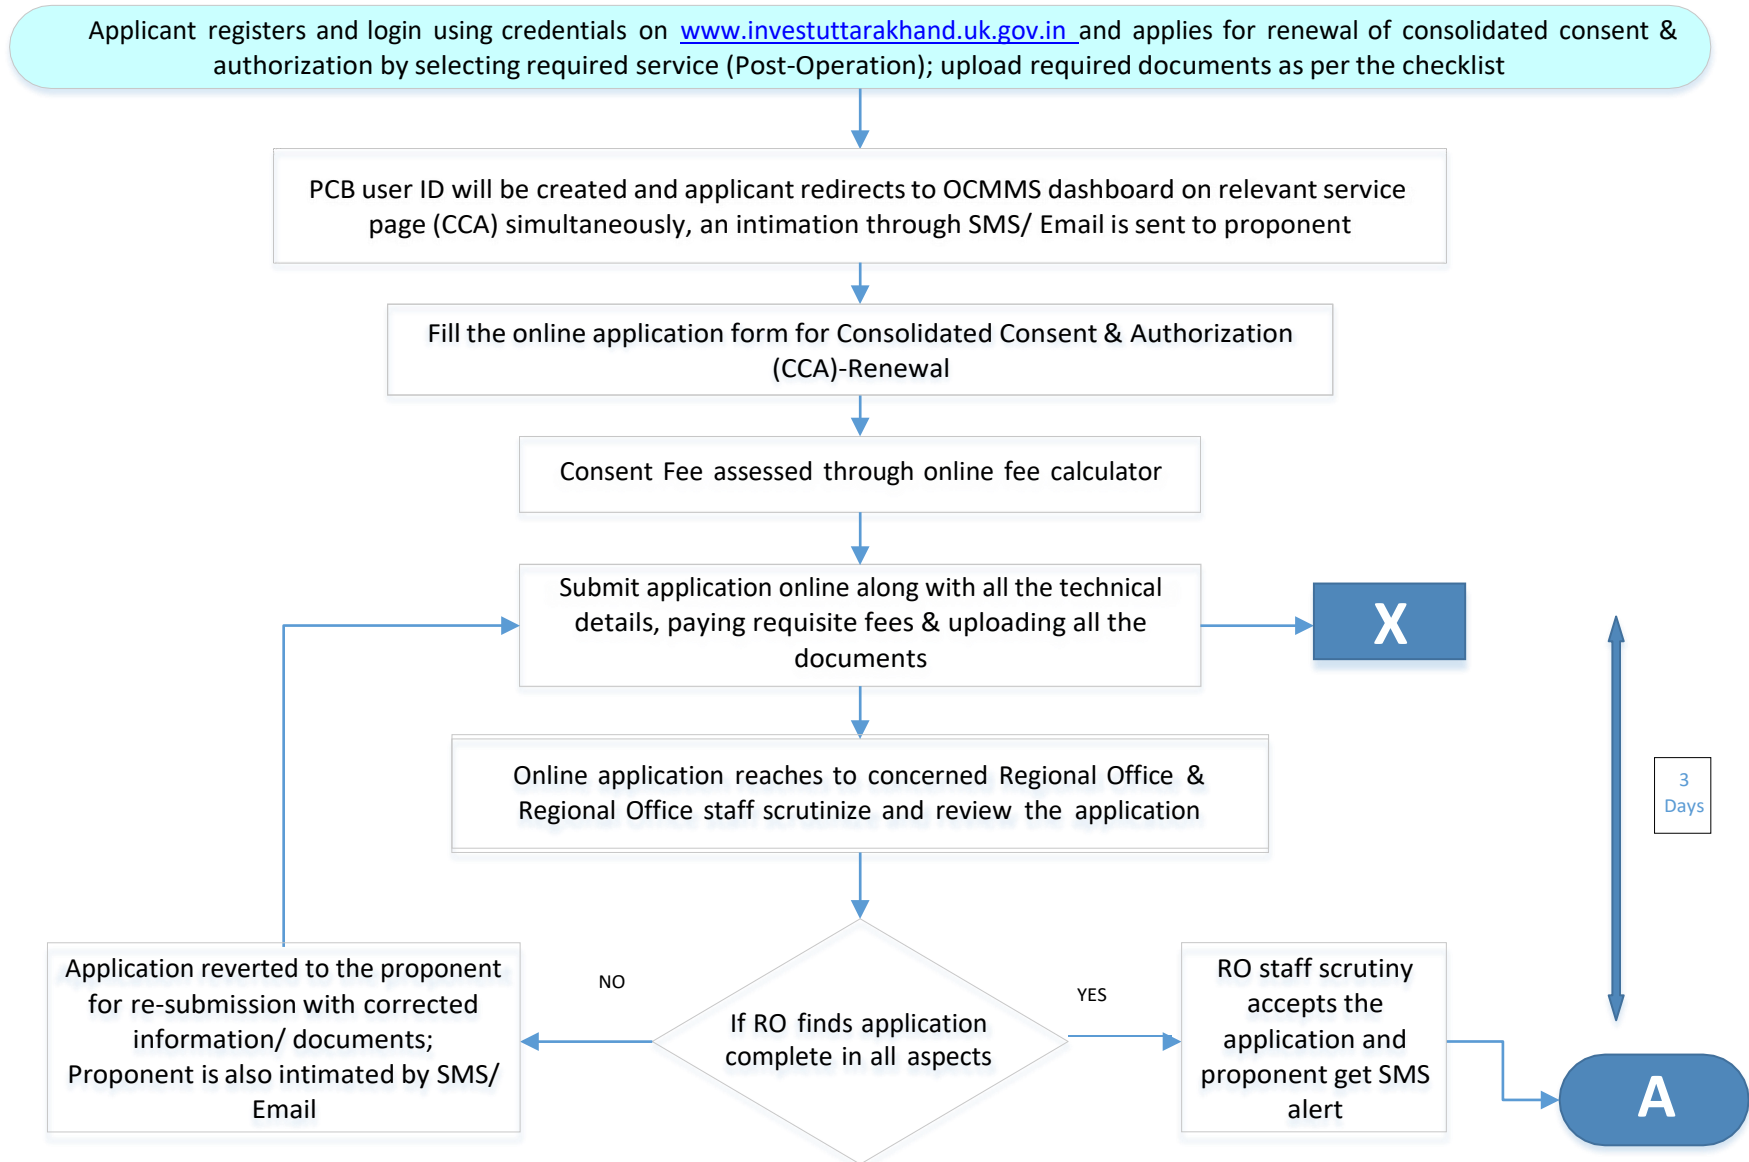 Applicant registers and login using credentials on www.investuttarakhand.uk.gov.in and applies for renewal of consolidated consent &
authorization by selecting required service (Post-Operation); upload required documents as per the checklist
PCB user ID will be created and applicant redirects to OCMMS dashboard on relevant service
page (CCA) simultaneously, an intimation through SMS/ Email is sent to proponent
Fill the online application form for Consolidated Consent & Authorization
(CCA)-Renewal
Consent Fee assessed through online fee calculator
Submit application online along with all the technical
details, paying requisite fees & uploading all the
documents
X
Online application reaches to concerned Regional Office &
Regional Office staff scrutinize and review the application
3
Days
Application reverted to the proponent
for re-submission with corrected
information/ documents;
Proponent is also intimated by SMS/
Email
NO
If RO finds application
complete in all aspects
YES
RO staff scrutiny
accepts the
application and
proponent get SMS
alert
A